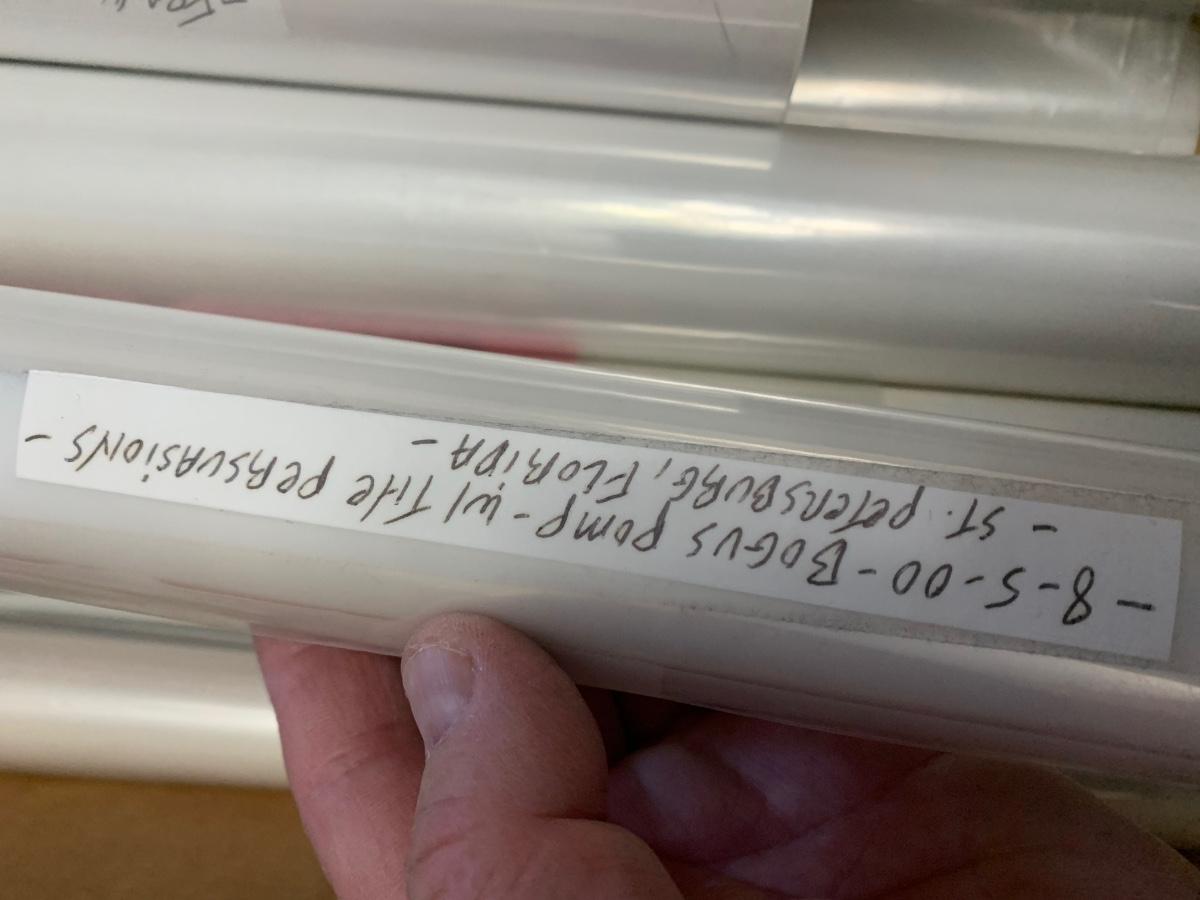 - 8-5-00 - BOGUS pomp - w/ THe peRSUASIONS -
- ST. peTeRSBURG, FLORIDA -